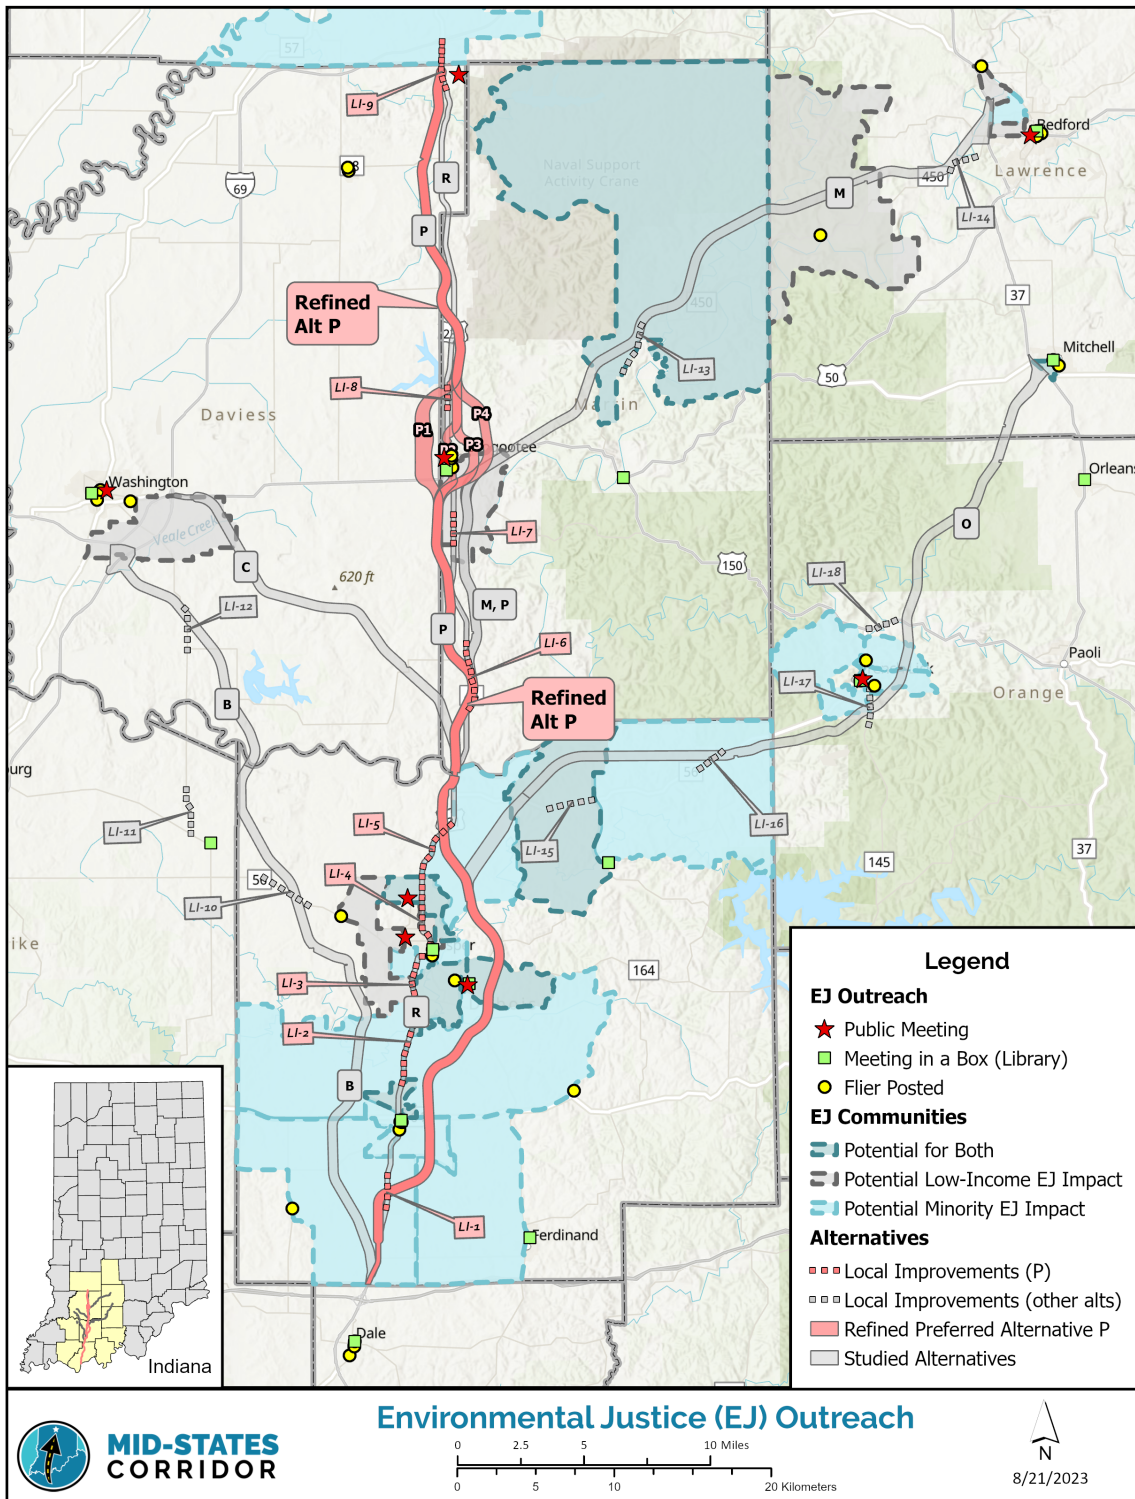 57
LI-9
Bedford
Lawrence
69
R
Naval Support
Activity Crane
450
M
LI-14
P
37
Refined
Alt P
450
Mitchell
LI-13
50
LI-8
Daviess
P4
P1
P3
Washington
Orleans
Veale Creek
LI-7
O
C
620 ft
150
LI-18
M, P
LI-12
P
LI-6
Paoli
LI-17
Refined
Alt P
Orange
B
burg
56
LI-5
LI-16
LI-11
LI-15
37
145
LI-4
LI-10
ike
164
LI-3
R
LI-2
B
LI-1
Ferdinand
Dale
Indiana
Legend
EJ Outreach
Public Meeting
Meeting in a Box (Library)
Flier Posted
EJ Communities
Potential for Both
Potential Low-Income EJ Impact
Potential Minority EJ Impact
Alternatives
Local Improvements (P)
Local Improvements (other alts)
Refined Preferred Alternative P
Studied Alternatives
MID-STATES
CORRIDOR
Environmental Justice (EJ) Outreach
0 2.5 5 10 Miles
0 5 10 20 Kilometers
N
8/21/2023